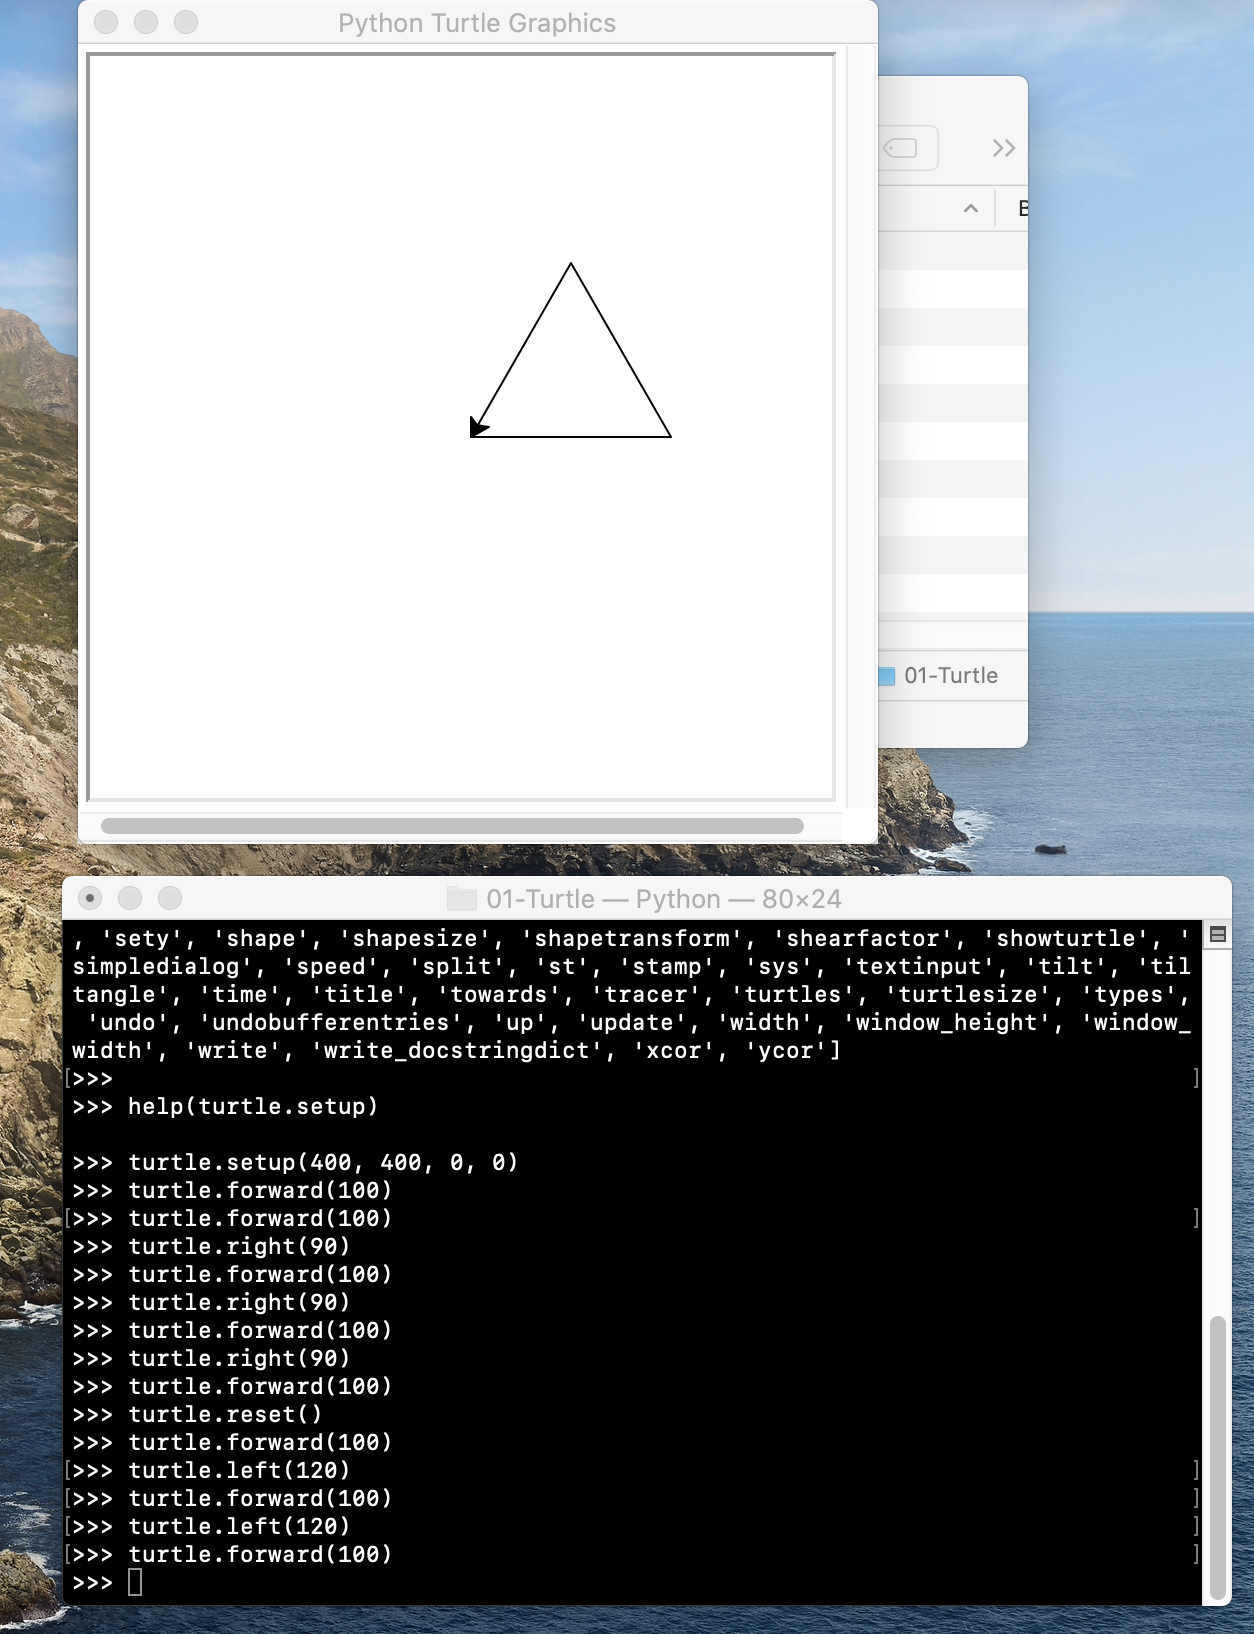 Python Turtle Graphics
01-Turtle
01-Turtle — Python — 80×24
, 'sety', 'shape', 'shapesize', 'shapetransform', 'shearfactor', 'showturtle', '
simpledialog', 'speed', 'split', 'st', 'stamp', 'sys', 'textinput', 'tilt', 'til
tangle', 'time', 'title', 'towards', 'tracer', 'turtles', 'turtlesize', 'types',
 'undo', 'undobufferentries', 'up', 'update', 'width', 'window_height', 'window_
width', 'write', 'write_docstringdict', 'xcor', 'ycor']
[>>> ]
>>> help(turtle.setup)
>>> turtle.setup(400, 400, 0, 0)
>>> turtle.forward(100)
[>>> turtle.forward(100) ]
>>> turtle.right(90)
>>> turtle.forward(100)
>>> turtle.right(90)
>>> turtle.forward(100)
>>> turtle.right(90)
>>> turtle.forward(100)
>>> turtle.reset()
>>> turtle.forward(100)
[>>> turtle.left(120) ]
[>>> turtle.forward(100) ]
[>>> turtle.left(120) ]
[>>> turtle.forward(100) ]
>>>